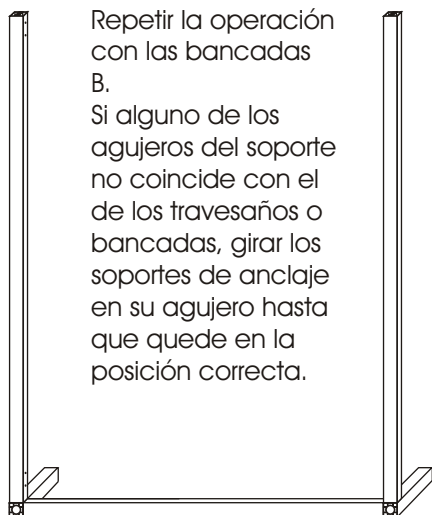 Repetir la operación
con las bancadas
B.
Si alguno de los
agujeros del soporte
no coincide con el
de los travesaños o
bancadas, girar los
soportes de anclaje
en su agujero hasta
que quede en la
posición correcta.